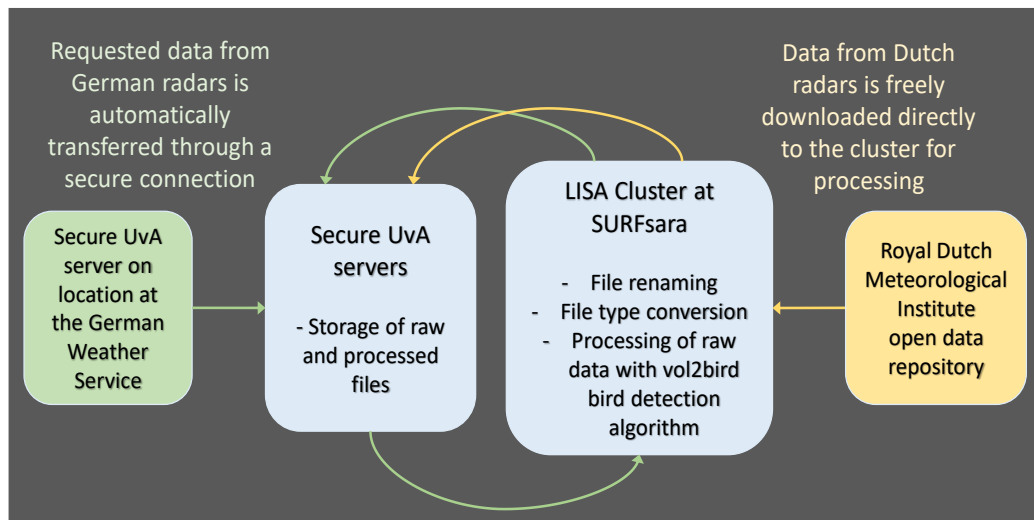 Requested data from
German radars is
automatically
transferred through a
secure connection
Data from Dutch
radars is freely
downloaded directly
to the cluster for
processing
Secure UvA
server on
location at
the German
Weather
Service
Secure UvA
servers
- Storage of raw
and processed
files
LISA Cluster at
SURFsara
- File renaming
- File type conversion
- Processing of raw
data with vol2bird
bird detection
algorithm
Royal Dutch
Meteorological
Institute
open data
repository